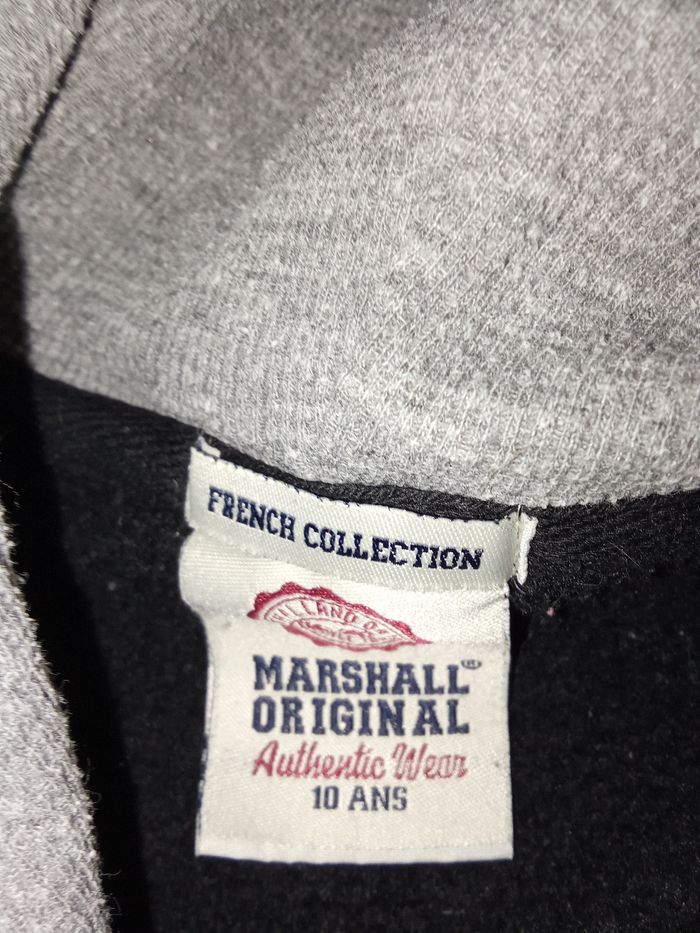 FRENCH COLLECTION
MARSHALL®
ORIGINAL
Authentic Wear
10 ANS